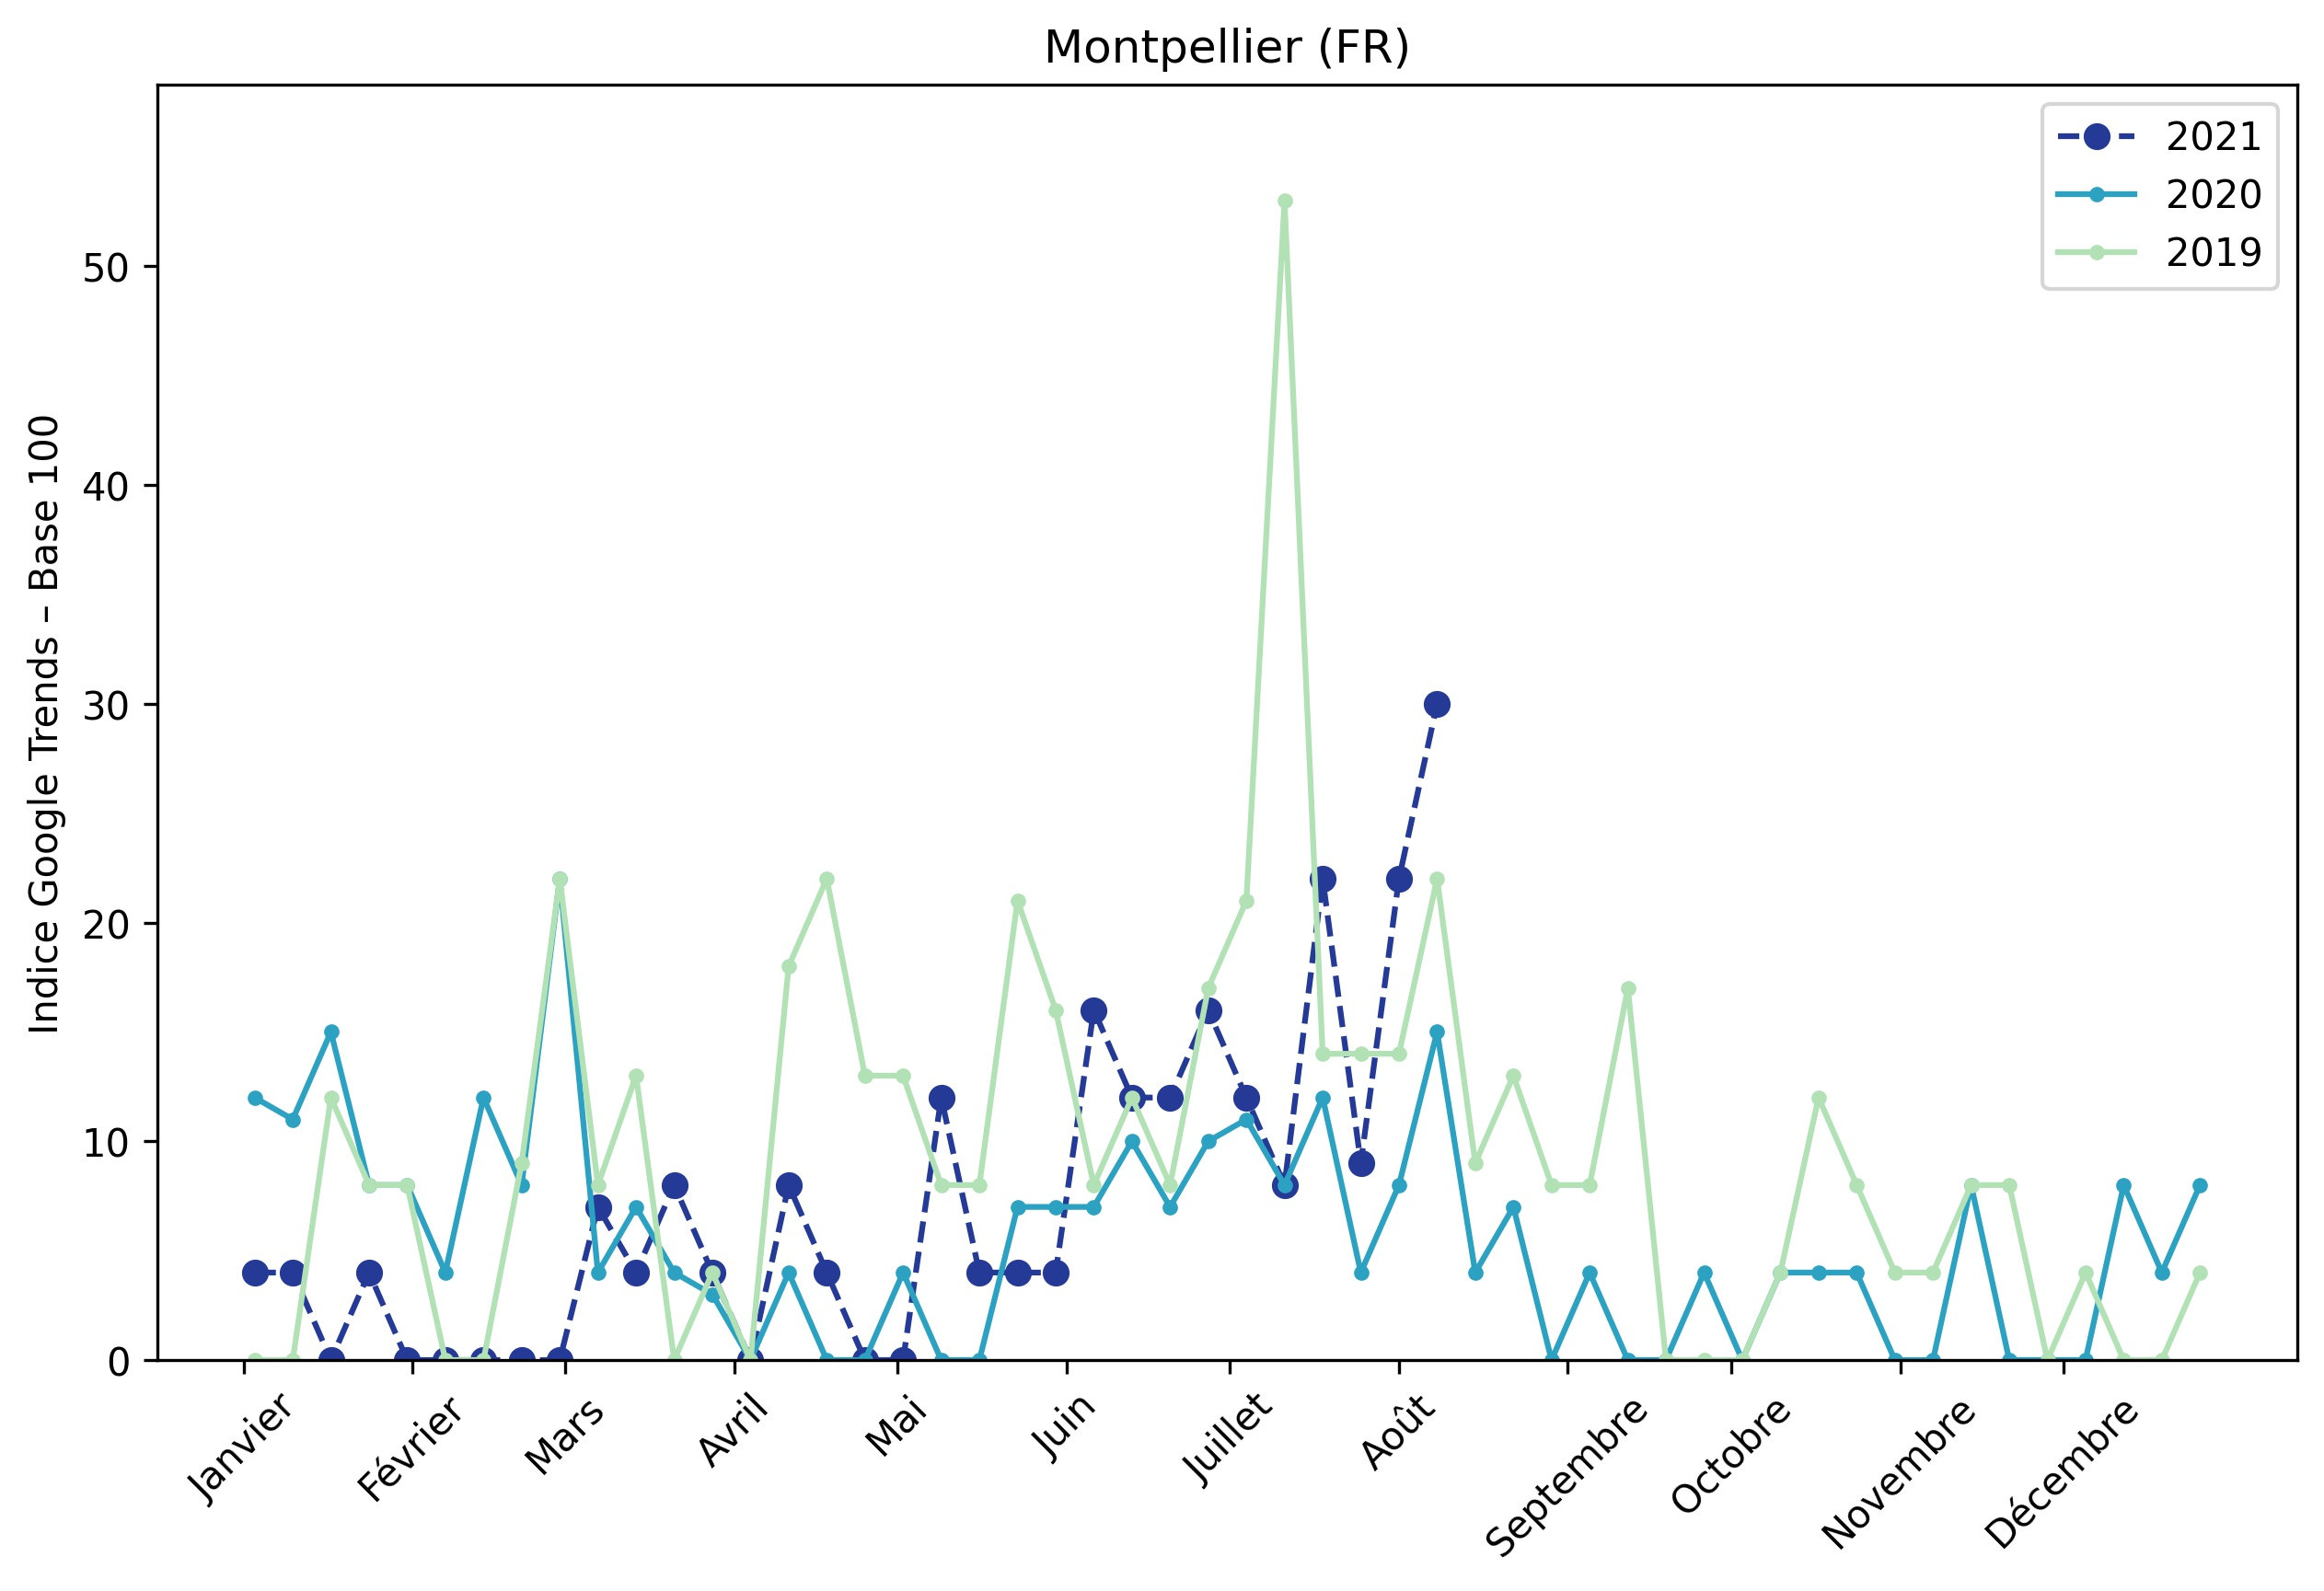 Montpellier (FR)
2021
2020
2019
Indice Google Trends – Base 100
50
40
30
20
10
0
Janvier
Février
Mars
Avril
Mai
Juin
Juillet
Août
Septembre
Octobre
Novembre
Décembre